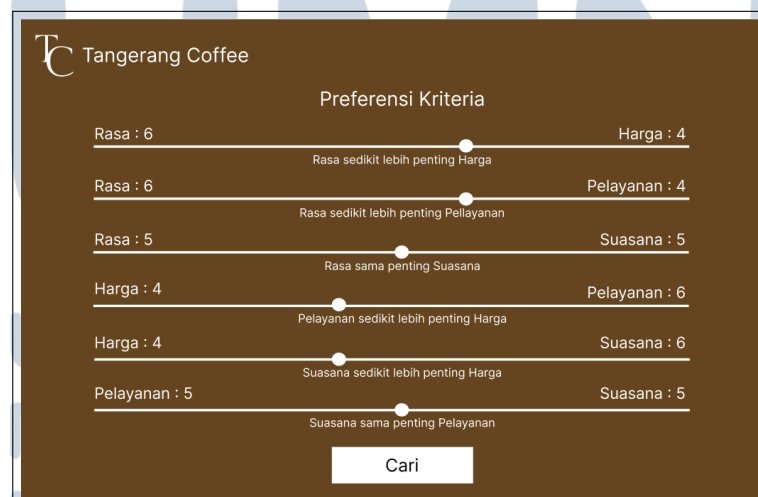 TC Tangerang Coffee
Preferensi Kriteria
Rasa : 6 Harga : 4
Rasa sedikit lebih penting Harga
Rasa : 6 Pelayanan : 4
Rasa sedikit lebih penting Pellayanan
Rasa : 5 Suasana : 5
Rasa sama penting Suasana
Harga : 4 Pelayanan : 6
Pelayanan sedikit lebih penting Harga
Harga : 4 Suasana : 6
Suasana sedikit lebih penting Harga
Pelayanan : 5 Suasana : 5
Suasana sama penting Pelayanan
Cari